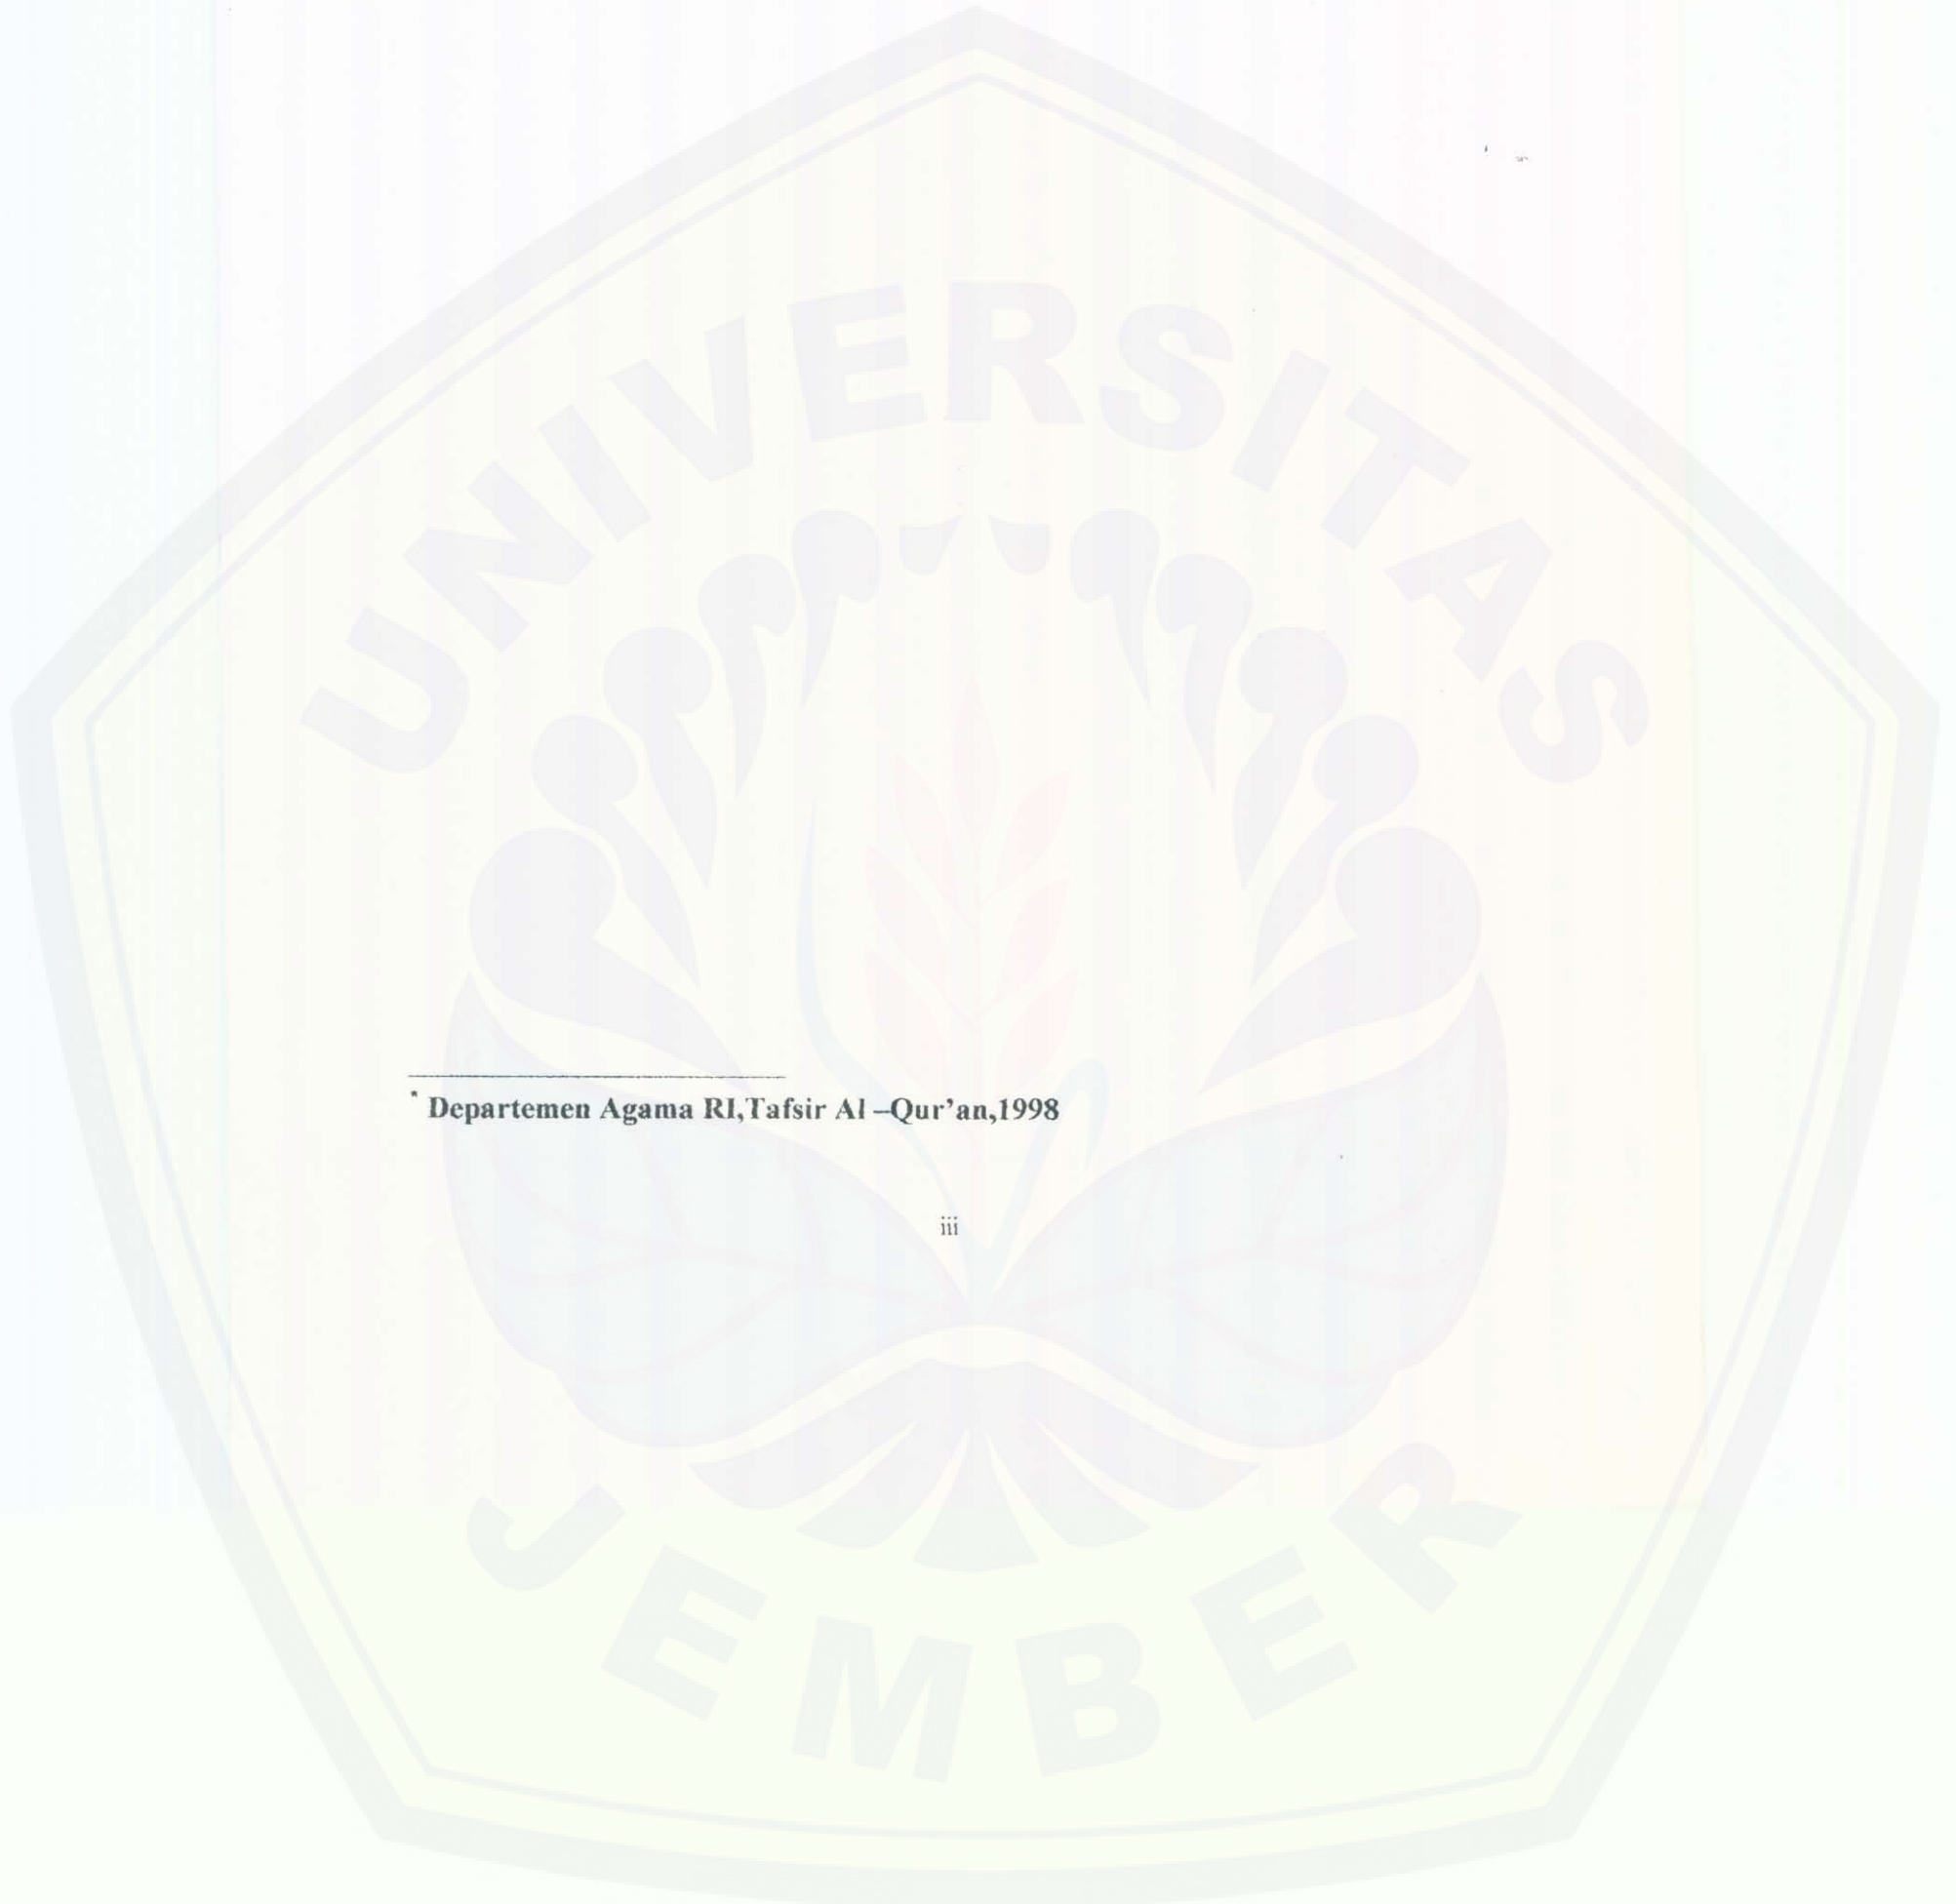 UNIVERSITAS
* Departemen Agama RI,Tafsir Al –Qur’an,1998
iii
JEMBER